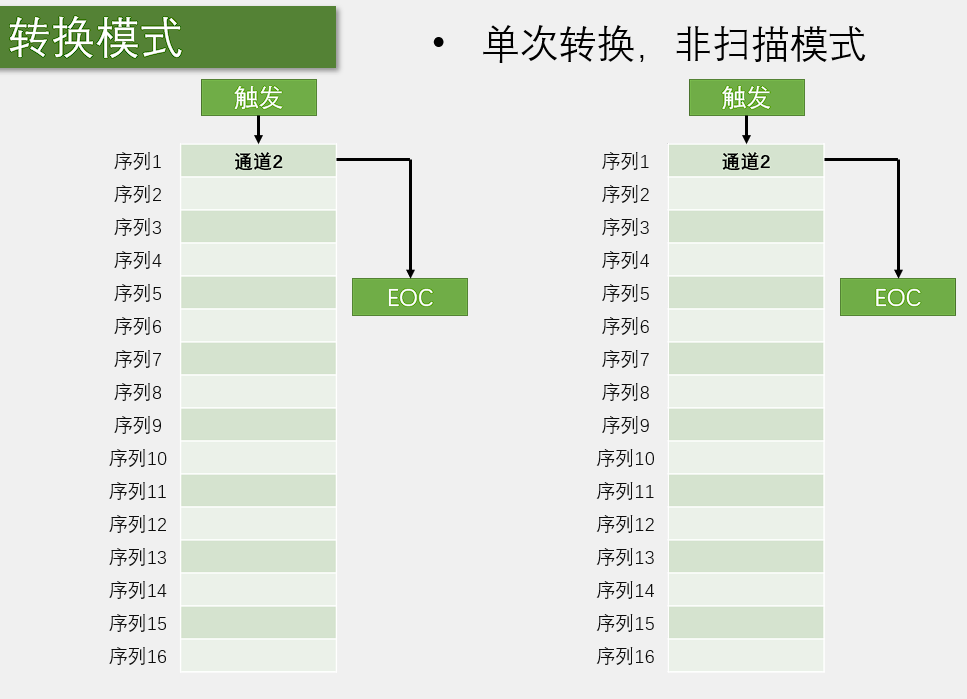 转换模式
• 单次转换，非扫描模式
触发
序列1 通道2
序列2
序列3
序列4
序列5
EOC
序列6
序列7
序列8
序列9
序列10
序列11
序列12
序列13
序列14
序列15
序列16
触发
序列1 通道2
序列2
序列3
序列4
序列5
EOC
序列6
序列7
序列8
序列9
序列10
序列11
序列12
序列13
序列14
序列15
序列16